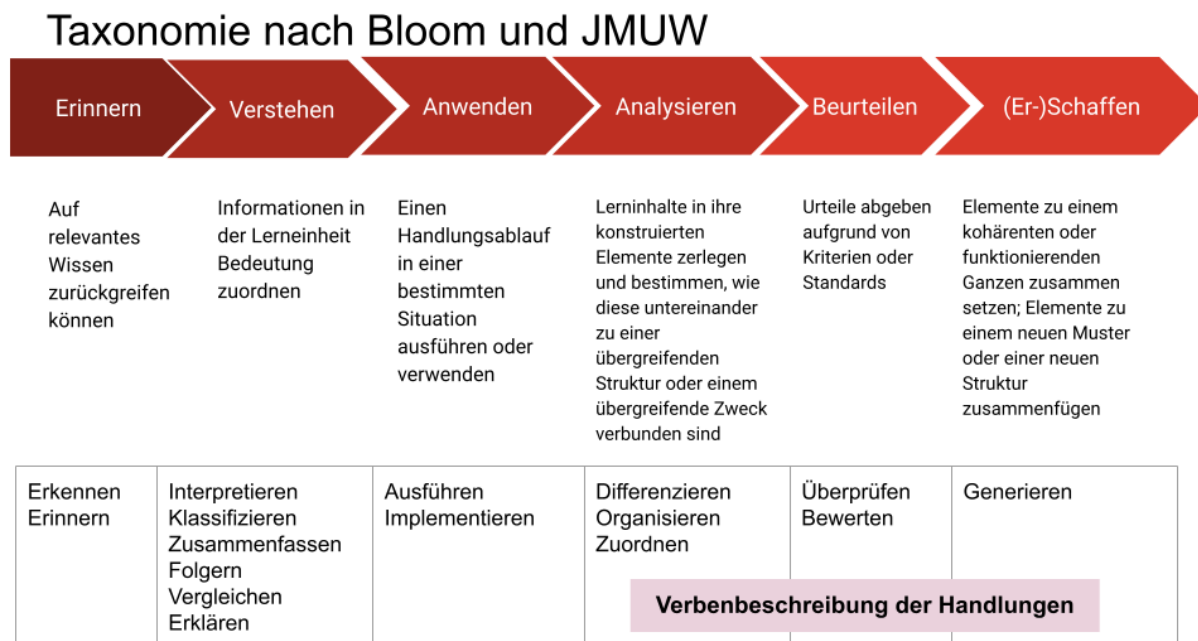 Taxonomie nach Bloom und JMUW
Erinnern
Verstehen
Anwenden
Analysieren
Beurteilen
(Er-)Schaffen
Auf
relevantes
Wissen
zurückgreifen
können
Informationen in
der Lerneinheit
Bedeutung
zuordnen
Einen
Handlungsablauf
in einer
bestimmten
Situation
ausführen oder
verwenden
Lerninhalte in ihre
konstruierten
Elemente zerlegen
und bestimmen, wie
diese untereinander
zu einer
übergreifenden
Struktur oder einem
übergreifende Zweck
verbunden sind
Urteile abgeben
aufgrund von
Kriterien oder
Standards
Elemente zu einem
kohärenten oder
funktionierenden
Ganzen zusammen
setzen; Elemente zu
einem neuen Muster
oder einer neuen
Struktur
zusammenfügen
Erkennen
Erinnern
Interpretieren
Klassifizieren
Zusammenfassen
Folgern
Vergleichen
Erklären
Ausführen
Implementieren
Differenzieren
Organisieren
Zuordnen
Überprüfen
Bewerten
Generieren
Verbenbeschreibung der Handlungen